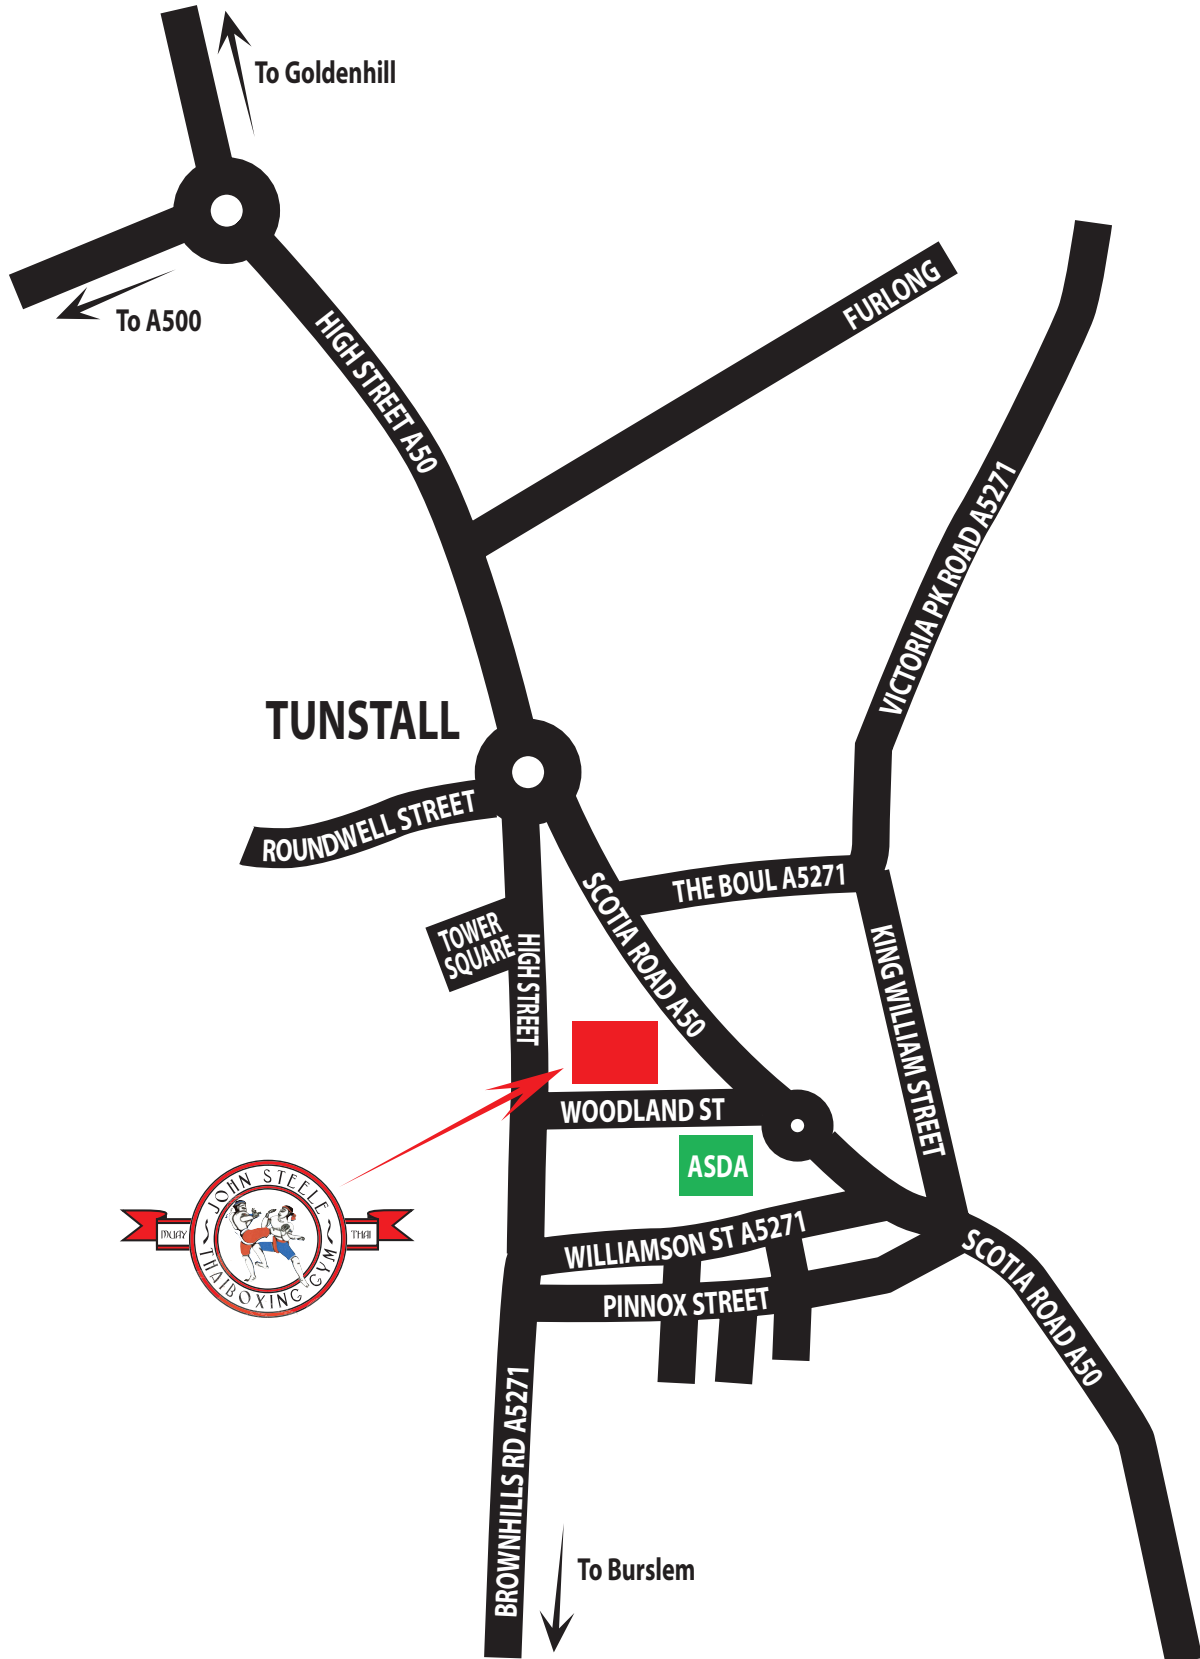 To Goldenhill
To A500
HIGH STREET A50
FURLONG
VICTORIA PK ROAD A5271
TUNSTALL
ROUNDWELL STREET
SCOTIA ROAD A50
THE BOUL A5271
TOWER
SQUARE
HIGH STREET
KING WILLIAM STREET
WOODLAND ST
ASDA
JOHN STEELE
MUAY
THAI
THAIBOXING GYM
WILLIAMSON ST A5271
SCOTIA ROAD A50
PINNOX STREET
BROWNHILLS RD A5271
To Burslem